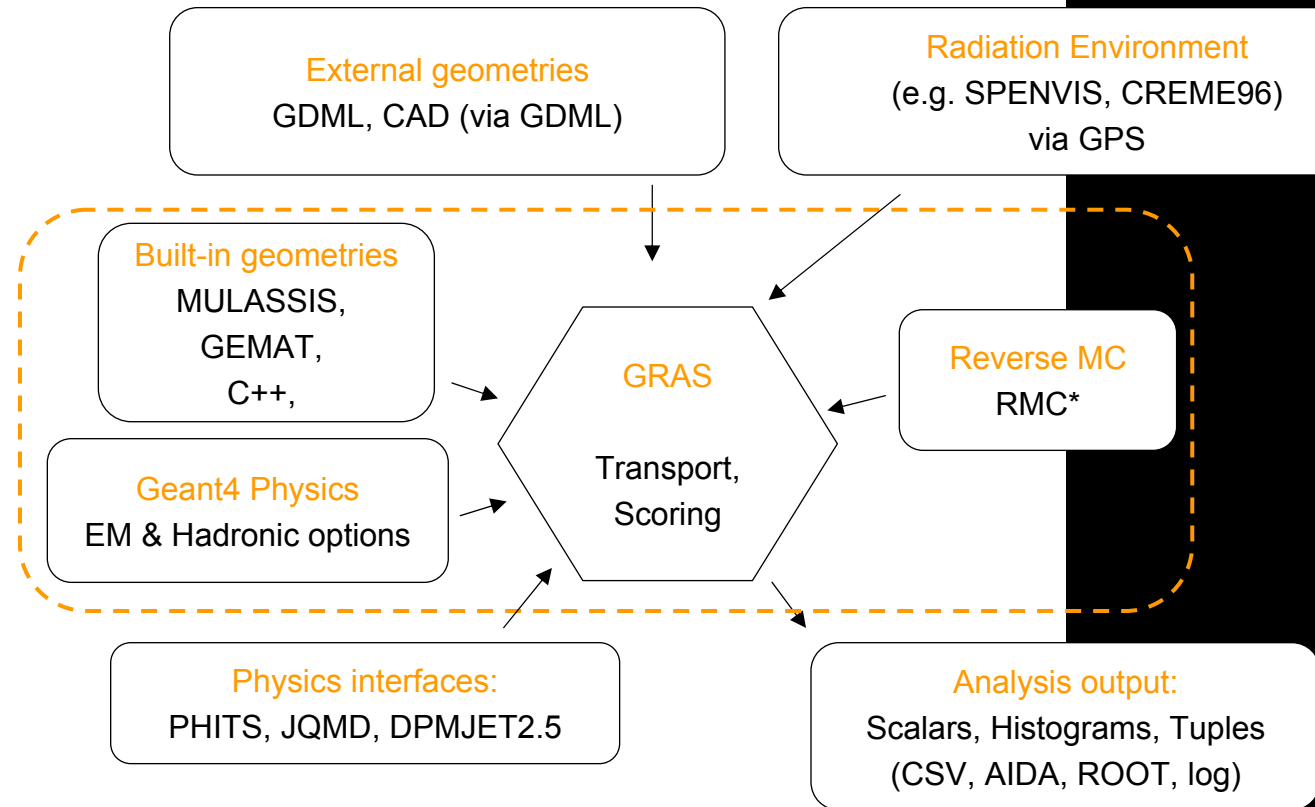 External geometries
GDML, CAD (via GDML)
Radiation Environment
(e.g. SPENVIS, CREME96)
via GPS
Built-in geometries
MULASSIS,
GEMAT,
C++,
GRAS
Transport,
Scoring
Reverse MC
RMC*
Geant4 Physics
EM & Hadronic options
Physics interfaces:
PHITS, JQMD, DPMJET2.5
Analysis output:
Scalars, Histograms, Tuples
(CSV, AIDA, ROOT, log)